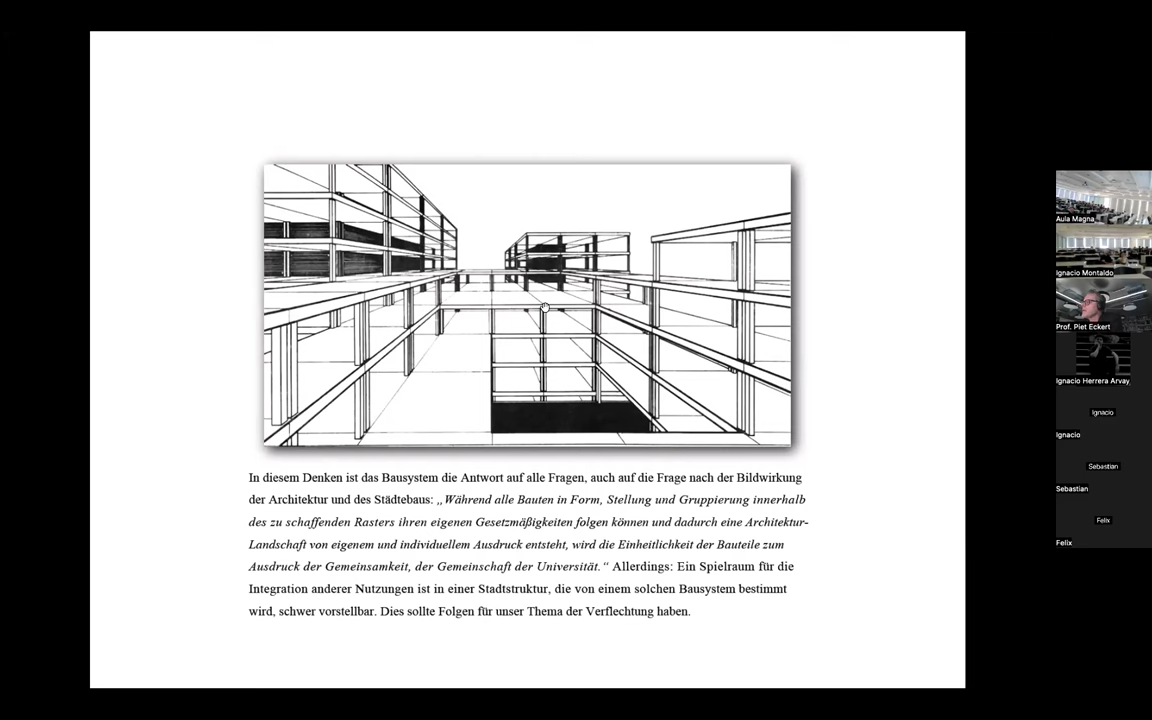 In diesem Denken ist das Bausystem die Antwort auf alle Fragen, auch auf die Frage nach der Bildwirkung
der Architektur und des Städtebaus: „Während alle Bauten in Form, Stellung und Gruppierung innerhalb
des zu schaffenden Rasters ihren eigenen Gesetzmäßigkeiten folgen können und dadurch eine Architektur-
Landschaft von eigenem und individuellem Ausdruck entsteht, wird die Einheitlichkeit der Bauteile zum
Ausdruck der Gemeinsamkeit, der Gemeinschaft der Universität.“ Allerdings: Ein Spielraum für die
Integration anderer Nutzungen ist in einer Stadtstruktur, die von einem solchen Bausystem bestimmt
wird, schwer vorstellbar. Dies sollte Folgen für unser Thema der Verflechtung haben.
Aula Magna
Ignacio Montaldo
Prof. Piet Eckert
Ignacio Herrera Arvay
Ignacio
Ignacio
Sebastian
Sebastian
Felix
Felix